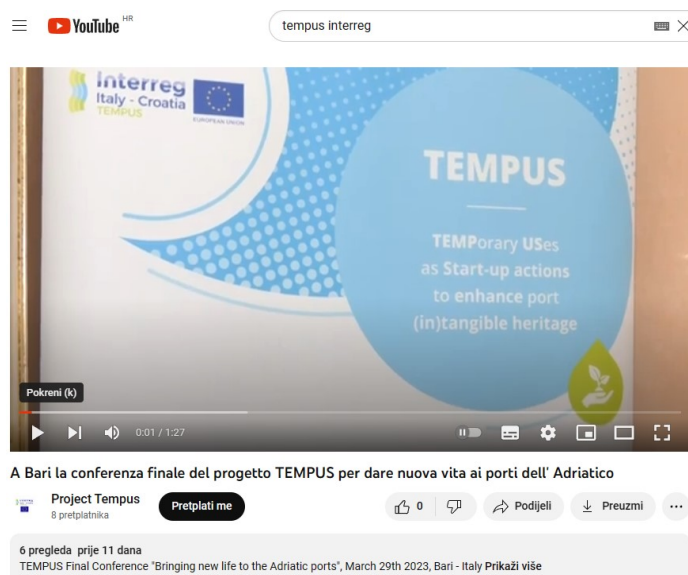 YouTube HR
tempus interreg
Interreg
Italy - Croatia
TEMPUS
EUROPEAN UNION
TEMPUS
TEMPorary USes
as Start-up actions
to enhance port
(in)tangible heritage
Pokreni (k)
0:01 / 1:27
A Bari la conferenza finale del progetto TEMPUS per dare nuova vita ai porti dell' Adriatico
Project Tempus
8 pretplatnika
Pretplati me
0
Podijeli
Preuzmi
6 pregleda prije 11 dana
TEMPUS Final Conference "Bringing new life to the Adriatic ports", March 29th 2023, Bari - Italy Prikaži više